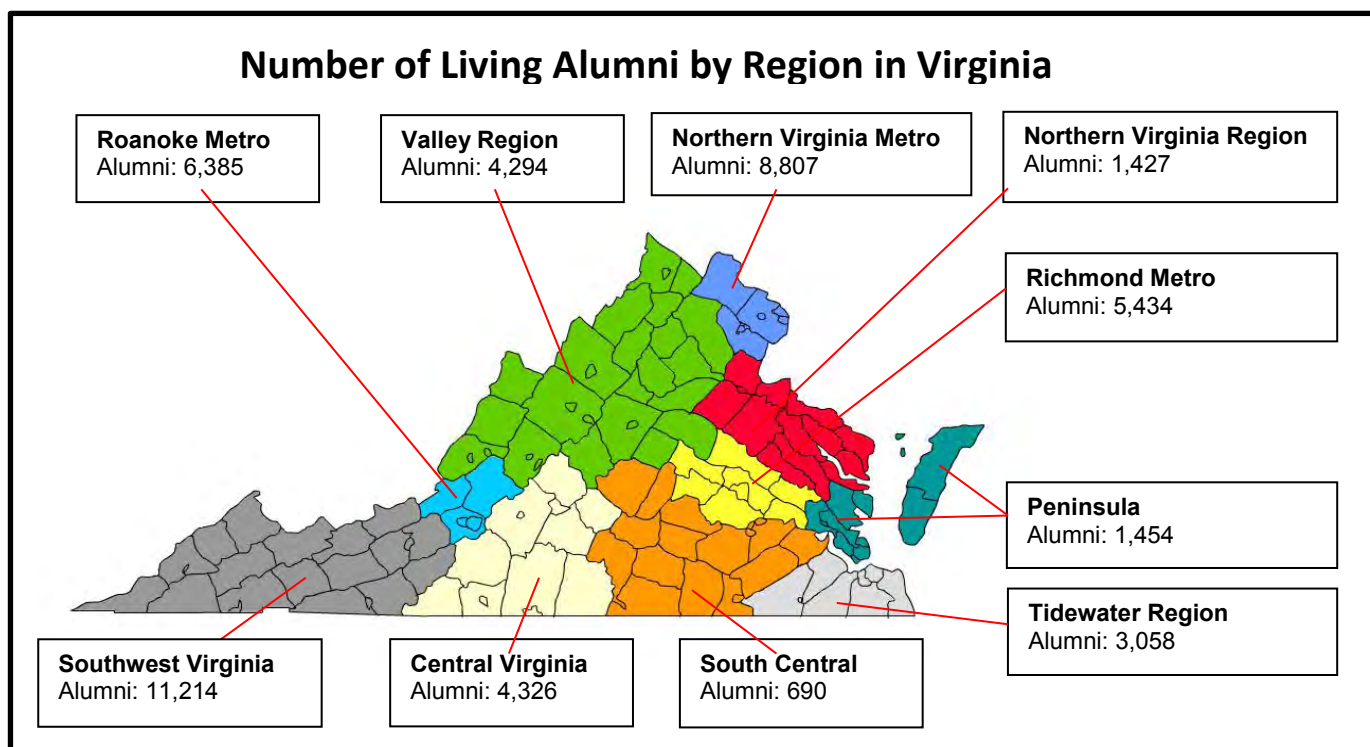 Number of Living Alumni by Region in Virginia
Roanoke Metro
Alumni: 6,385
Valley Region
Alumni: 4,294
Northern Virginia Metro
Alumni: 8,807
Northern Virginia Region
Alumni: 1,427
Richmond Metro
Alumni: 5,434
Peninsula
Alumni: 1,454
Tidewater Region
Alumni: 3,058
Southwest Virginia
Alumni: 11,214
Central Virginia
Alumni: 4,326
South Central
Alumni: 690